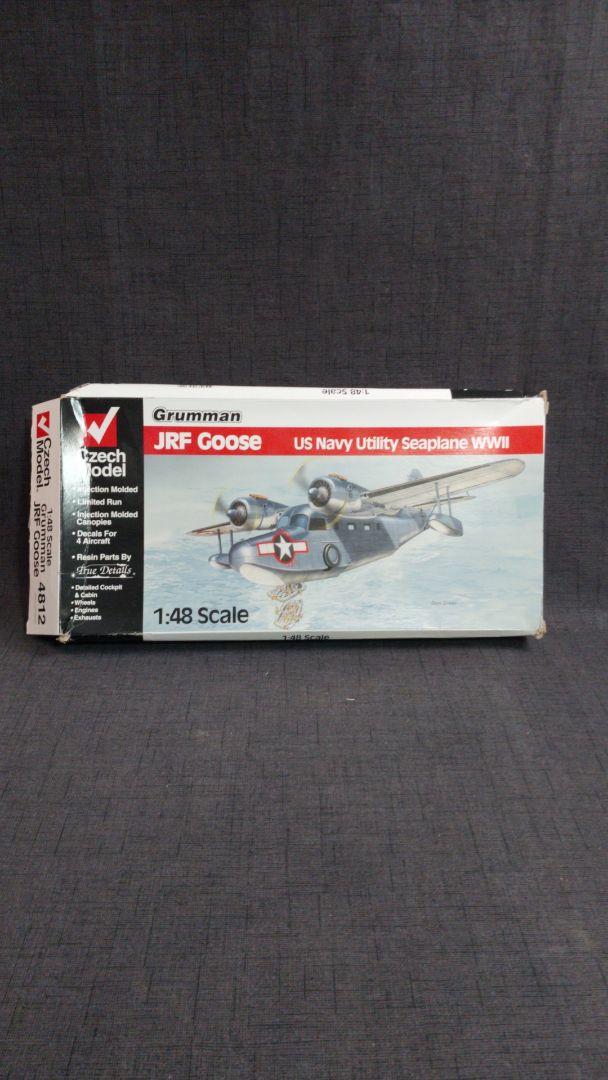 1:48 Scale
Czech
Model
1:48 Scale
Grumman 4812
JRF Goose
Czech
Model
• Injection Molded
• Limited Run
• Injection Molded
Canopies
• Decals For
4 Aircraft
• Resin Parts By
True Details
• Detailed Cockpit
& Cabin
• Wheels
• Engines
• Exhausts
Grumman
JRF Goose US Navy Utility Seaplane WWII
1:48 Scale
1:48 Scale